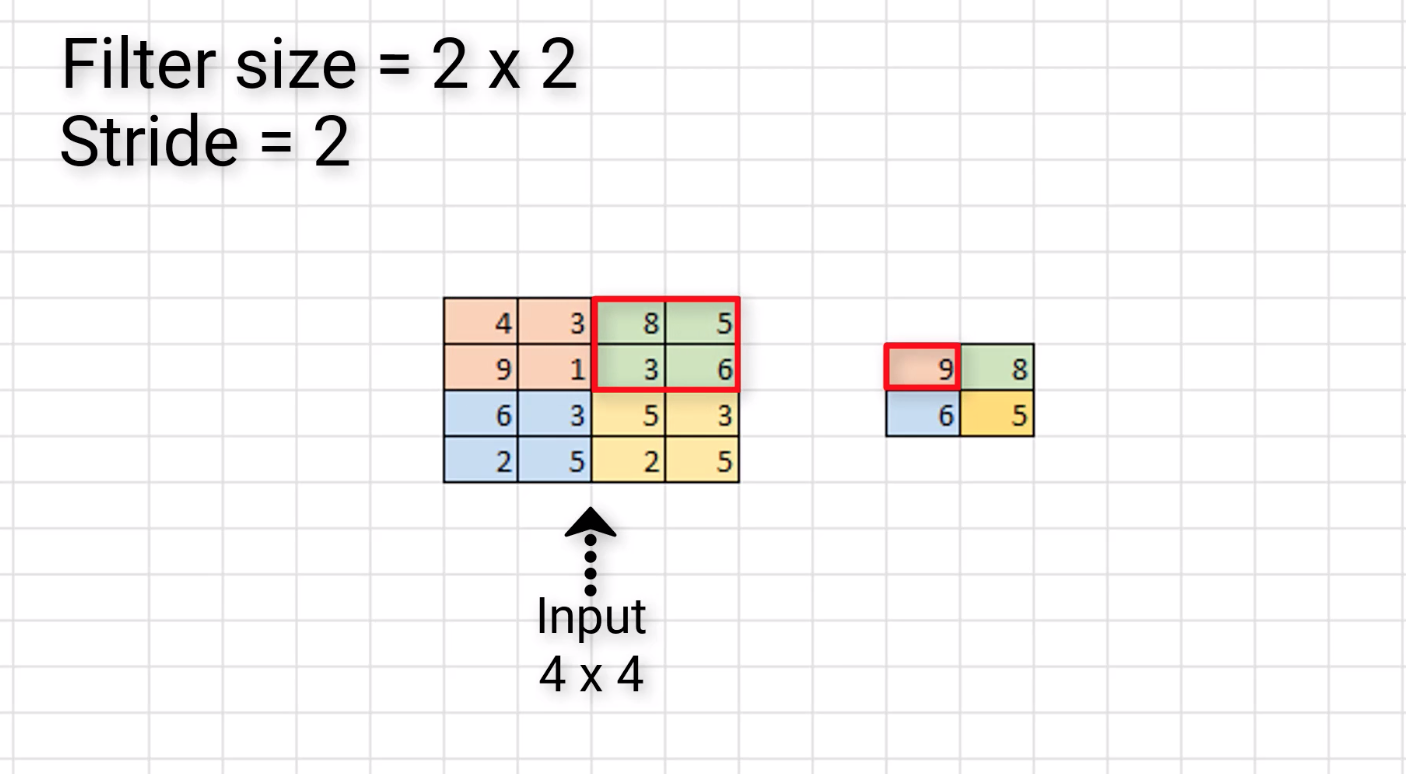 Filter size = 2 x 2
Stride = 2
4 3 8 5
9 1 3 6
6 3 5 3
2 5 2 5
9 8
6 5
Input
4 x 4